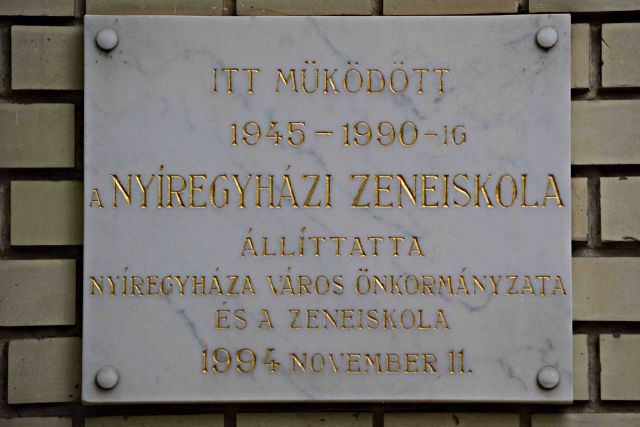 ITT MŰKÖDÖTT
1945-1990-IG
A NYÍREGYHÁZI ZENEISKOLA
ÁLLÍTTATTA
NYÍREGYHÁZA VÁROS ÖNKORMÁNYZATA
ÉS A ZENEISKOLA
1994 NOVEMBER 11.